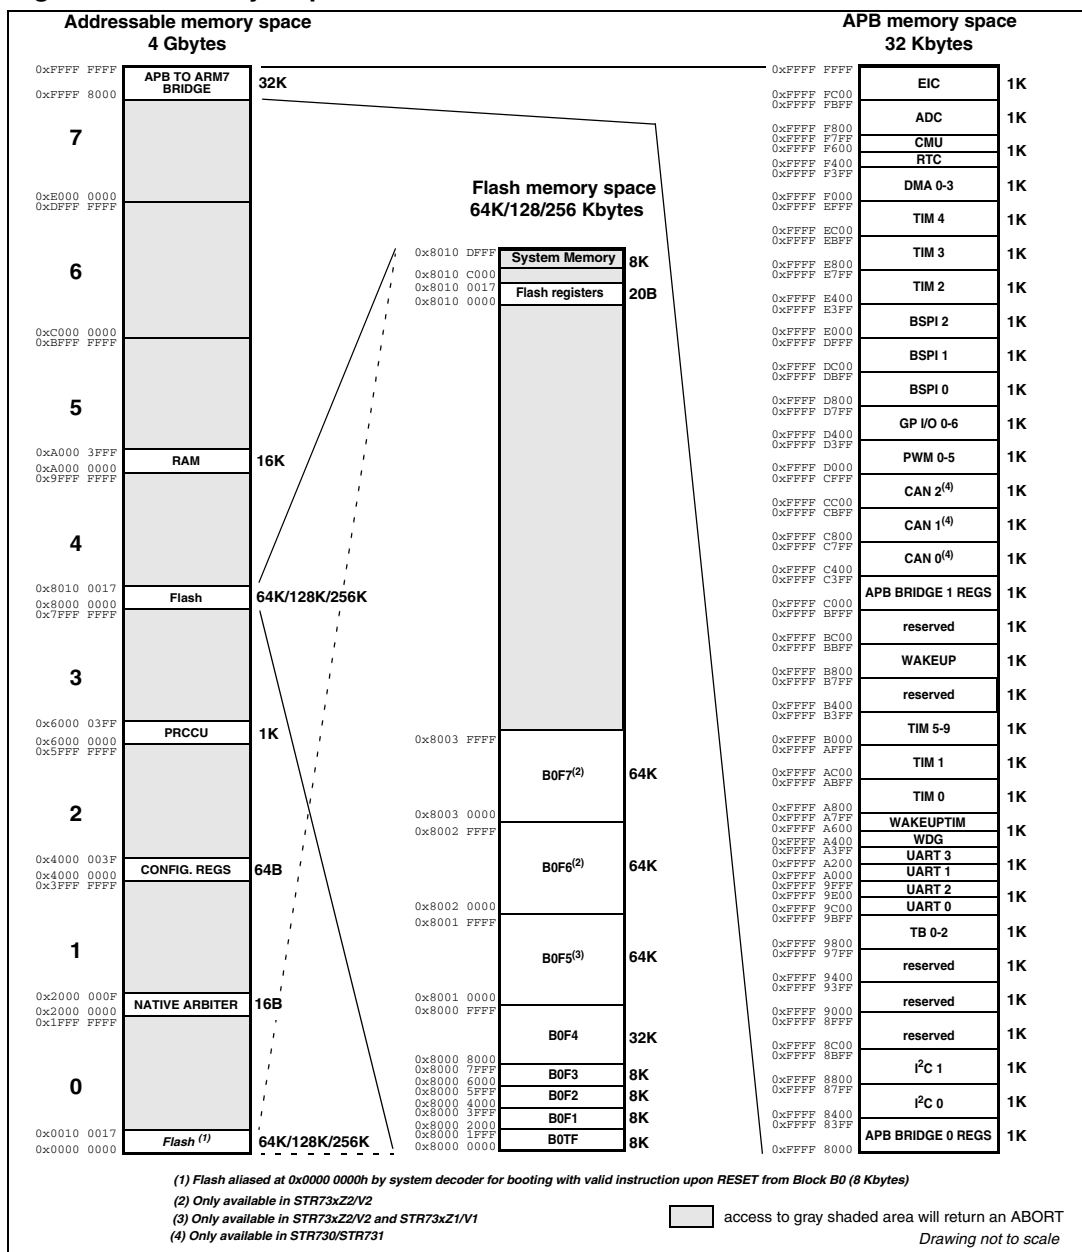 Addressable memory space
4 Gbytes
0xFFFF FFFF
APB TO ARM7
BRIDGE
32K
0xFFFF 8000
7
0xE000 0000
0xDFFF FFFF
6
0xC000 0000
0xBFFF FFFF
5
0xA000 3FFF
RAM
16K
0xA000 0000
0x9FFF FFFF
4
0x8010 0017
Flash
64K/128K/256K
0x8000 0000
0x7FFF FFFF
3
0x6000 03FF
PRCCU
1K
0x6000 0000
0x5FFF FFFF
2
0x4000 003F
CONFIG. REGS
64B
0x4000 0000
0x3FFF FFFF
1
0x2000 000F
NATIVE ARBITER
16B
0x2000 0000
0x1FFF FFFF
0
0x0010 0017
Flash (1)
64K/128K/256K
0x0000 0000
Flash memory space
64K/128/256 Kbytes
0x8010 DFFF
System Memory
8K
0x8010 C000
0x8010 0017
Flash registers
20B
0x8010 0000
0x8003 FFFF
B0F7(2)
64K
0x8003 0000
0x8002 FFFF
B0F6(2)
64K
0x8002 0000
0x8001 FFFF
B0F5(3)
64K
0x8001 0000
0x8000 FFFF
B0F4
32K
0x8000 8000
0x8000 7FFF
B0F3
8K
0x8000 6000
0x8000 5FFF
B0F2
8K
0x8000 4000
0x8000 3FFF
B0F1
8K
0x8000 2000
0x8000 1FFF
B0TF
8K
0x8000 0000
APB memory space
32 Kbytes
0xFFFF FFFF
EIC
1K
0xFFFF FC00
0xFFFF FBFF
ADC
1K
0xFFFF F800
0xFFFF F7FF
CMU
0xFFFF F600
1K
RTC
0xFFFF F400
0xFFFF F3FF
DMA 0-3
1K
0xFFFF F000
0xFFFF EFFF
TIM 4
1K
0xFFFF EC00
0xFFFF EBFF
TIM 3
1K
0xFFFF E800
0xFFFF E7FF
TIM 2
1K
0xFFFF E400
0xFFFF E3FF
BSPI 2
1K
0xFFFF E000
0xFFFF DFFF
BSPI 1
1K
0xFFFF DC00
0xFFFF DBFF
BSPI 0
1K
0xFFFF D800
0xFFFF D7FF
GP I/O 0-6
1K
0xFFFF D400
0xFFFF D3FF
PWM 0-5
1K
0xFFFF D000
0xFFFF CFFF
CAN 2(4)
1K
0xFFFF CC00
0xFFFF CBFF
CAN 1(4)
1K
0xFFFF C800
0xFFFF C7FF
CAN 0(4)
1K
0xFFFF C400
0xFFFF C3FF
APB BRIDGE 1 REGS
1K
0xFFFF C000
0xFFFF BFFF
reserved
1K
0xFFFF BC00
0xFFFF BBFF
WAKEUP
1K
0xFFFF B800
0xFFFF B7FF
reserved
1K
0xFFFF B400
0xFFFF B3FF
TIM 5-9
1K
0xFFFF B000
0xFFFF AFFF
TIM 1
1K
0xFFFF AC00
0xFFFF ABFF
TIM 0
1K
0xFFFF A800
0xFFFF A7FF
WAKEUPTIM
0xFFFF A600
1K
WDG
0xFFFF A400
0xFFFF A3FF
UART 3
0xFFFF A200
1K
UART 1
0xFFFF A000
0xFFFF 9FFF
UART 2
0xFFFF 9E00
1K
UART 0
0xFFFF 9C00
0xFFFF 9BFF
TB 0-2
1K
0xFFFF 9800
0xFFFF 97FF
reserved
1K
0xFFFF 9400
0xFFFF 93FF
reserved
1K
0xFFFF 9000
0xFFFF 8FFF
reserved
1K
0xFFFF 8C00
0xFFFF 8BFF
I2C 1
1K
0xFFFF 8800
0xFFFF 87FF
I2C 0
1K
0xFFFF 8400
0xFFFF 83FF
APB BRIDGE 0 REGS
1K
0xFFFF 8000
(1) Flash aliased at 0x0000 0000h by system decoder for booting with valid instruction upon RESET from Block B0 (8 Kbytes)
(2) Only available in STR73xZ2/V2
(3) Only available in STR73xZ2/V2 and STR73xZ1/V1
(4) Only available in STR730/STR731
access to gray shaded area will return an ABORT
Drawing not to scale